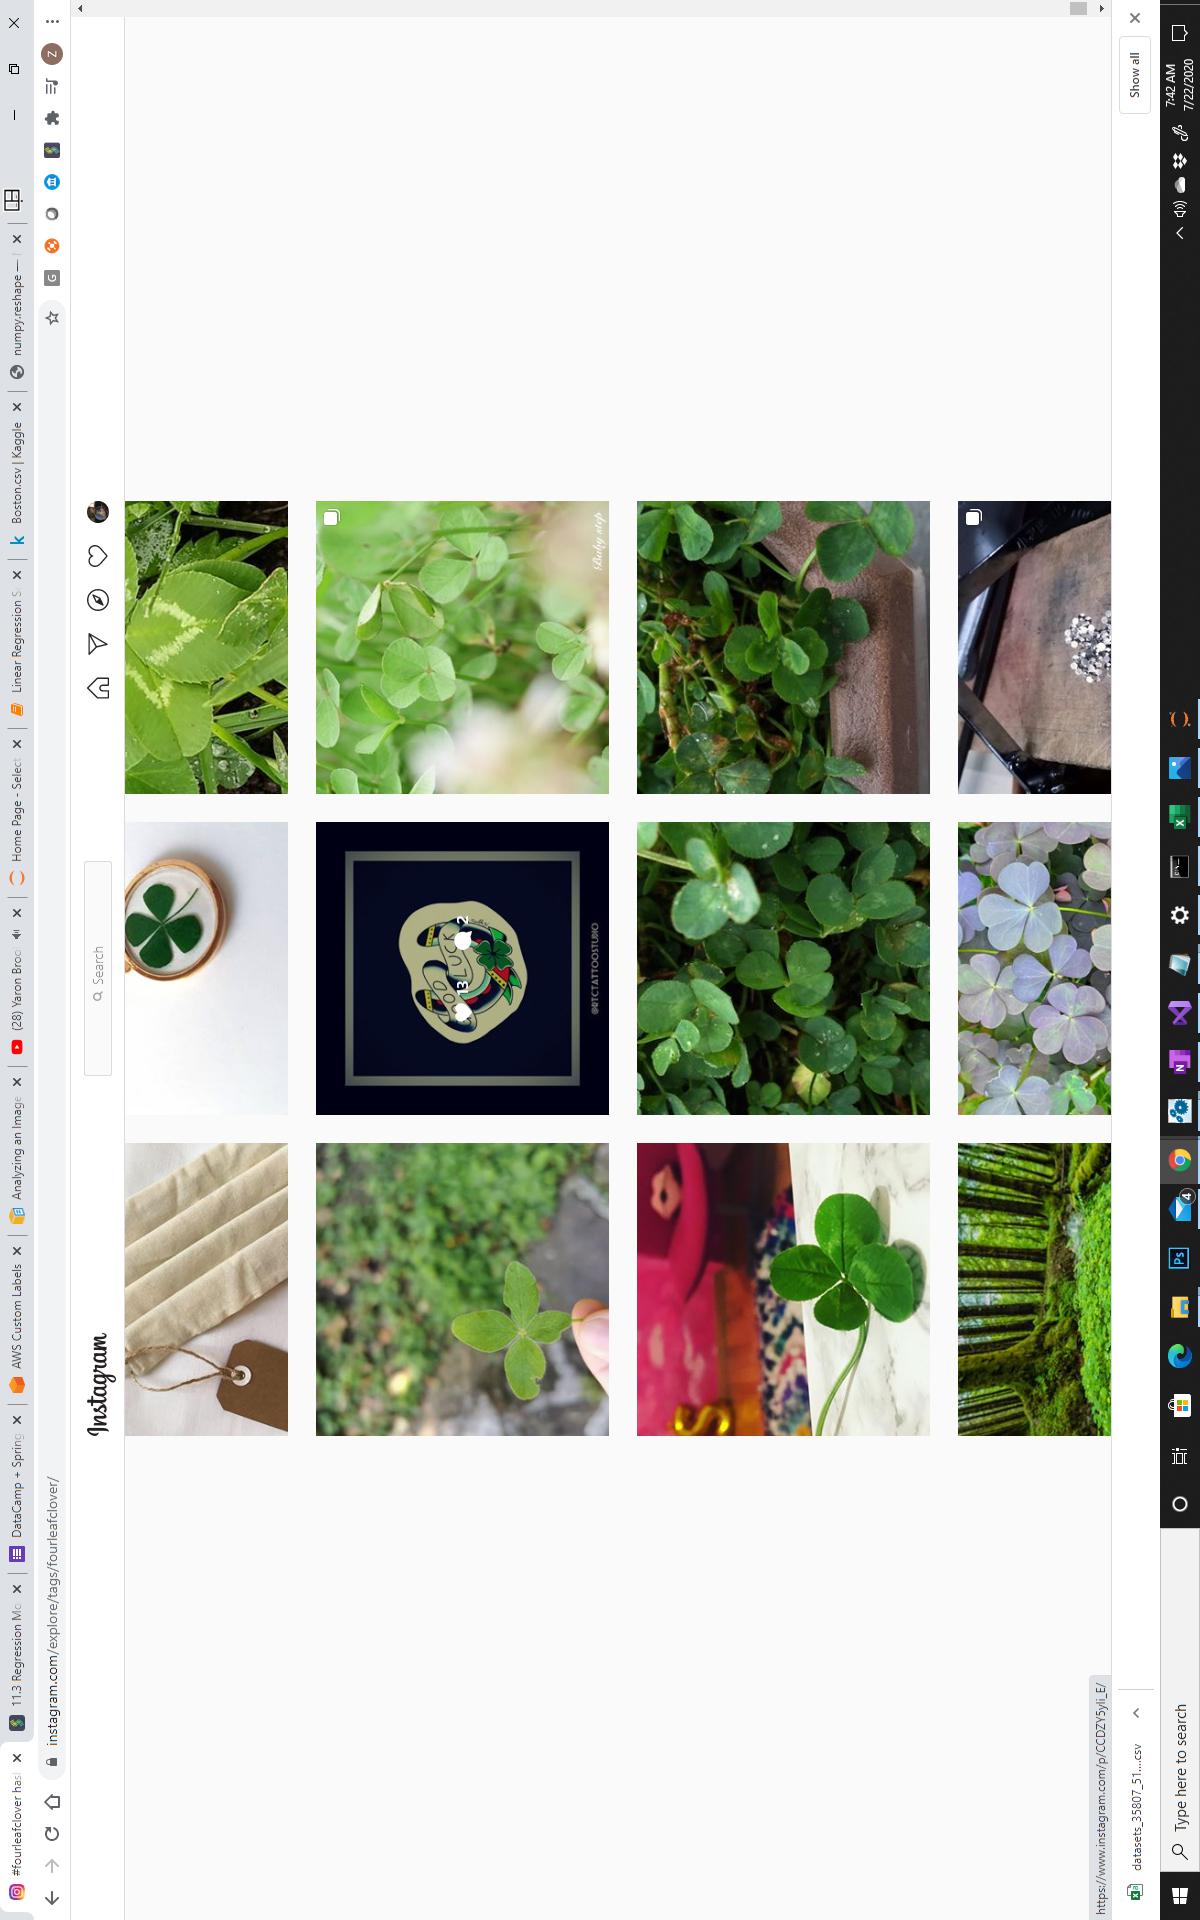 #fourleafclover has
11.3 Regression Mo
DataCamp + Spring
AWS Custom Labels
Analyzing an Image
(28) Yaron Broo
Home Page - Select
Linear Regression S
Boston.csv | Kaggle
numpy.reshape —
instagram.com/explore/tags/fourleafclover/
G
Z
Instagram
Search
GOOD LUCK
13 2
@RTCTATTOOSTUDIO
Baby step
https://www.instagram.com/p/CCDZY5yli_E/
datasets_35807_51....csv
Show all
Type here to search
Ps
4
N
7:42 AM
7/22/2020